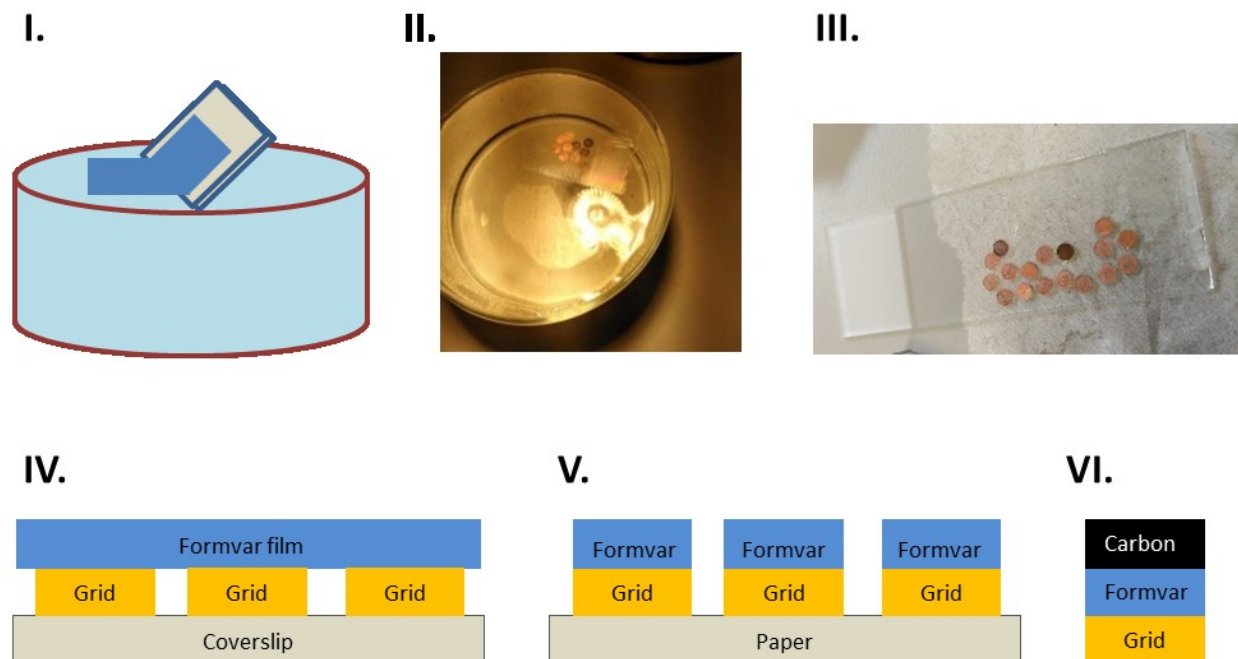 I.
II.
III.
IV.
Formvar film
Grid Grid Grid
Coverslip
V.
Formvar Formvar Formvar
Grid Grid Grid
Paper
VI.
Carbon
Formvar
Grid